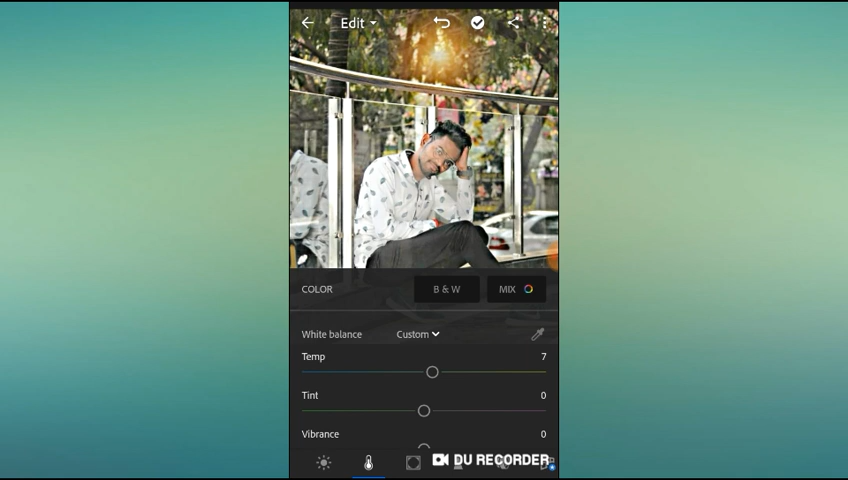 Edit
COLOR
B & W
MIX
White balance
Custom
Temp
7
Tint
0
Vibrance
0
DU RECORDER